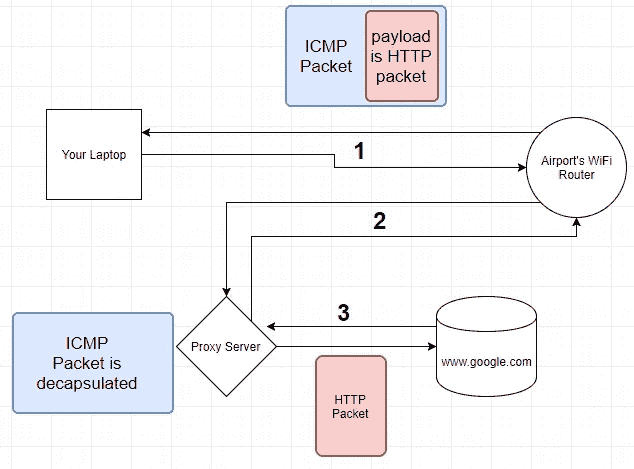 ICMP
Packet
payload
is HTTP
packet
Your Laptop
1
Airport's WiFi
Router
2
3
ICMP
Packet is
decapsulated
Proxy Server
www.google.com
HTTP
Packet